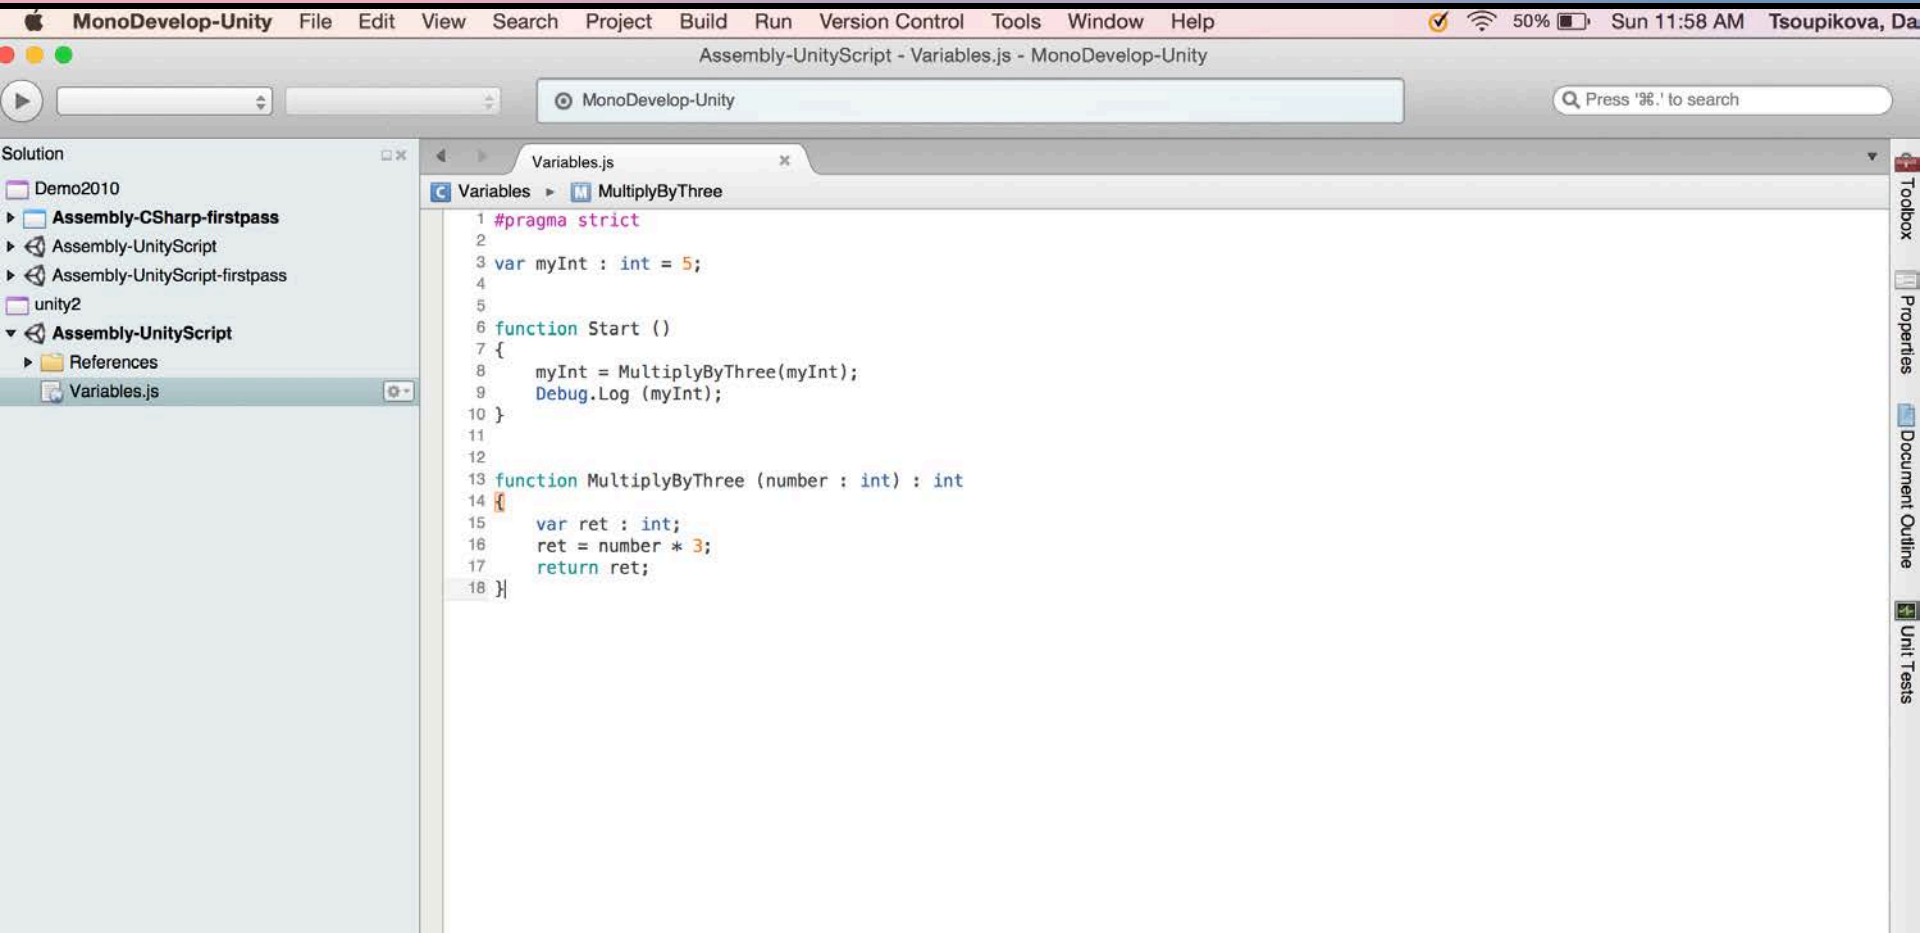 MonoDevelop-Unity File Edit View Search Project Build Run Version Control Tools Window Help 50% Sun 11:58 AM Tsoupikova, Da
Assembly-UnityScript - Variables.js - MonoDevelop-Unity
MonoDevelop-Unity
Press '⌘.' to search
Solution
Demo2010
Assembly-CSharp-firstpass
Assembly-UnityScript
Assembly-UnityScript-firstpass
unity2
Assembly-UnityScript
References
Variables.js
Variables.js
C Variables ▸ M MultiplyByThree
1 #pragma strict
2
3 var myInt : int = 5;
4
5
6 function Start ()
7 {
8     myInt = MultiplyByThree(myInt);
9     Debug.Log (myInt);
10 }
11
12
13 function MultiplyByThree (number : int) : int
14 {
15     var ret : int;
16     ret = number * 3;
17     return ret;
18 }
Toolbox
Properties
Document Outline
Unit Tests